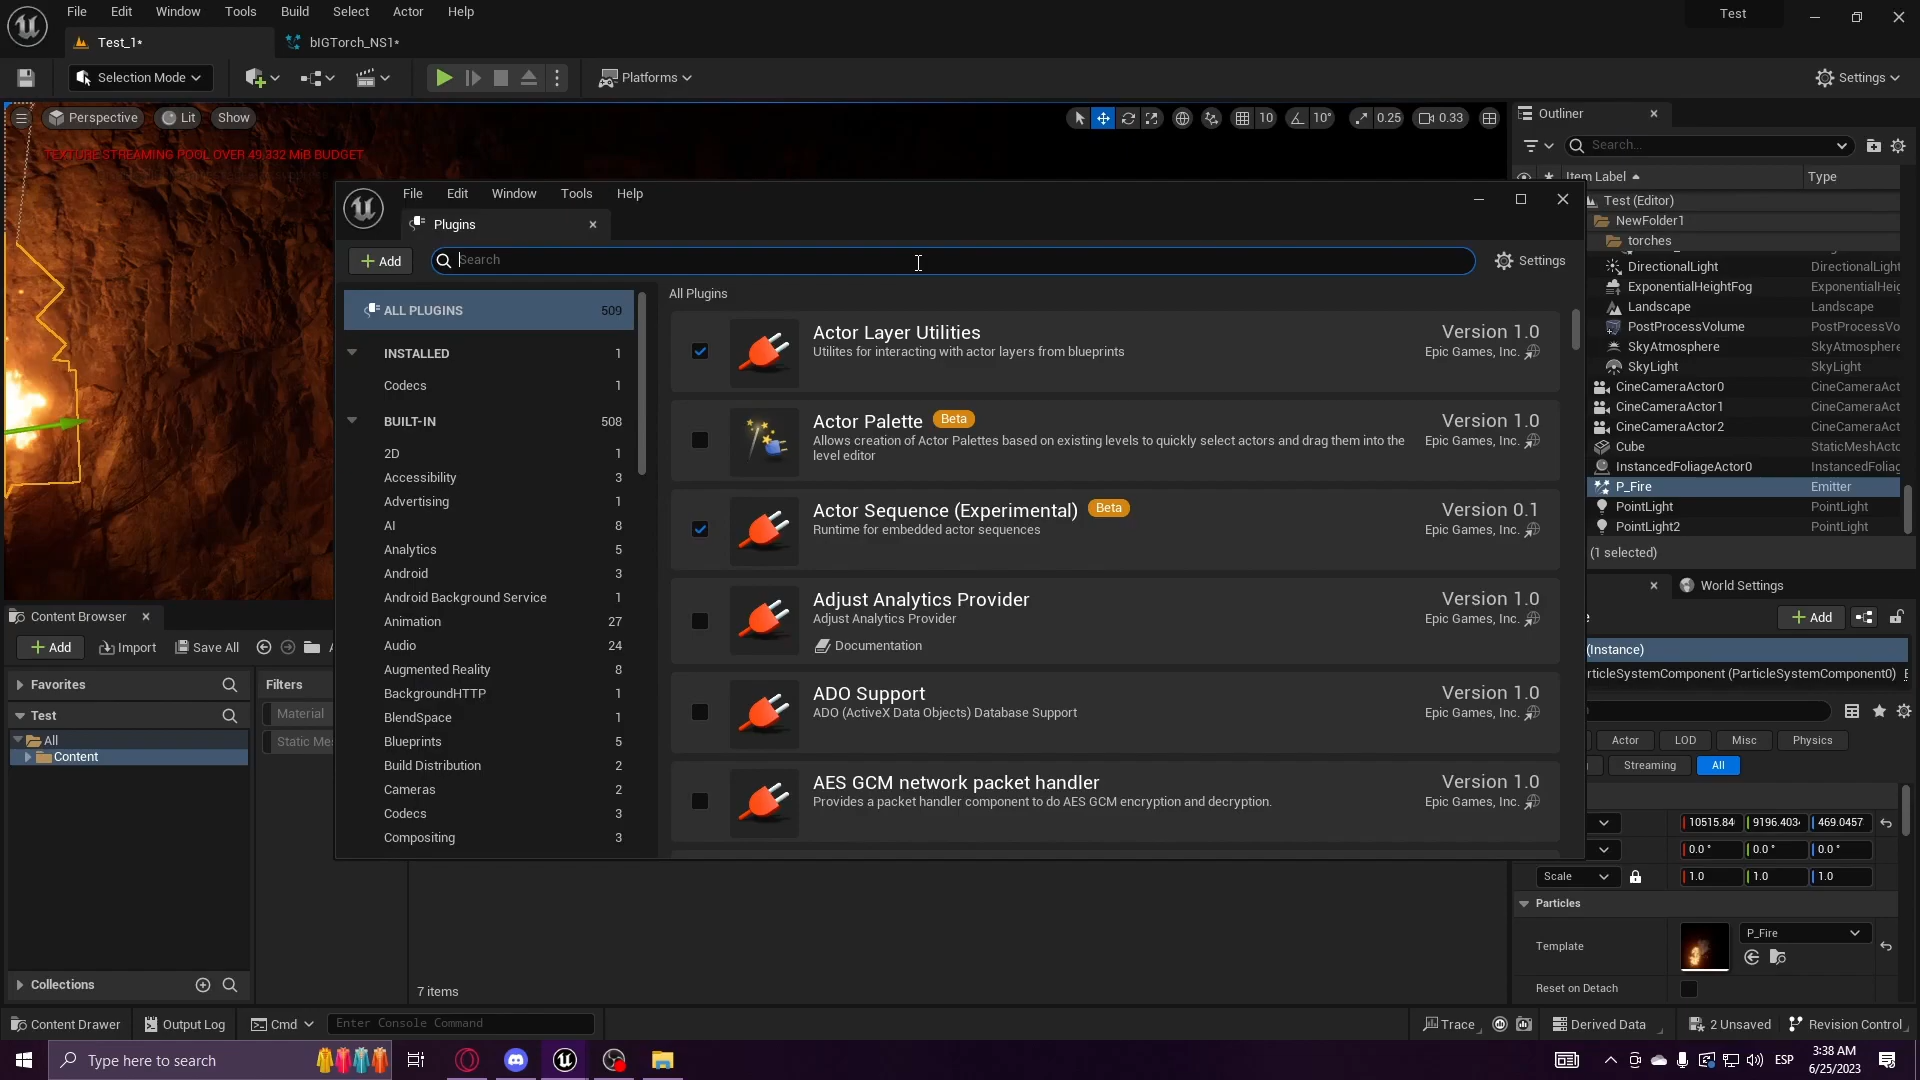 File Edit Window Tools Build Select Actor Help
Test
Test_1*
bIGTorch_NS1*
Selection Mode
Platforms
Settings
Perspective
Lit
Show
10
10°
0.25
0.33
TEXTURE STREAMING POOL OVER 49.332 MiB BUDGET
Outliner
Search...
Item Label
Type
Test (Editor)
NewFolder1
torches
DirectionalLight DirectionalLight
ExponentialHeightFog ExponentialHeig
Landscape Landscape
PostProcessVolume PostProcessVo
SkyAtmosphere SkyAtmosphere
SkyLight SkyLight
CineCameraActor0 CineCameraAct
CineCameraActor1 CineCameraAct
CineCameraActor2 CineCameraAct
Cube StaticMeshActo
InstancedFoliageActor0 InstancedFoliag
P_Fire Emitter
PointLight PointLight
PointLight2 PointLight
(1 selected)
File Edit Window Tools Help
Plugins
Add
Search
Settings
ALL PLUGINS 509
INSTALLED 1
Codecs 1
BUILT-IN 508
2D 1
Accessibility 3
Advertising 1
AI 8
Analytics 5
Android 3
Android Background Service 1
Animation 27
Audio 24
Augmented Reality 8
BackgroundHTTP 1
BlendSpace 1
Blueprints 5
Build Distribution 2
Cameras 2
Codecs 3
Compositing 3
All Plugins
Actor Layer Utilities
Version 1.0
Utilites for interacting with actor layers from blueprints
Epic Games, Inc.
Actor Palette Beta
Version 1.0
Allows creation of Actor Palettes based on existing levels to quickly select actors and drag them into the
level editor
Epic Games, Inc.
Actor Sequence (Experimental) Beta
Version 0.1
Runtime for embedded actor sequences
Epic Games, Inc.
Adjust Analytics Provider
Version 1.0
Adjust Analytics Provider
Epic Games, Inc.
Documentation
ADO Support
Version 1.0
ADO (ActiveX Data Objects) Database Support
Epic Games, Inc.
AES GCM network packet handler
Version 1.0
Provides a packet handler component to do AES GCM encryption and decryption.
Epic Games, Inc.
World Settings
Add
(Instance)
rticleSystemComponent (ParticleSystemComponent0)
Actor LOD Misc Physics
Streaming All
10515.84 9196.403 469.0457
0.0 ° 0.0 ° 0.0 °
Scale 1.0 1.0 1.0
Particles
Template
P_Fire
Reset on Detach
Content Browser
Add
Import
Save All
Favorites
Filters
Test
Material
Static Me
All
Content
Collections
7 items
Content Drawer
Output Log
Cmd
Enter Console Command
Trace
Derived Data
2 Unsaved
Revision Control
Type here to search
ESP
3:38 AM
6/25/2023